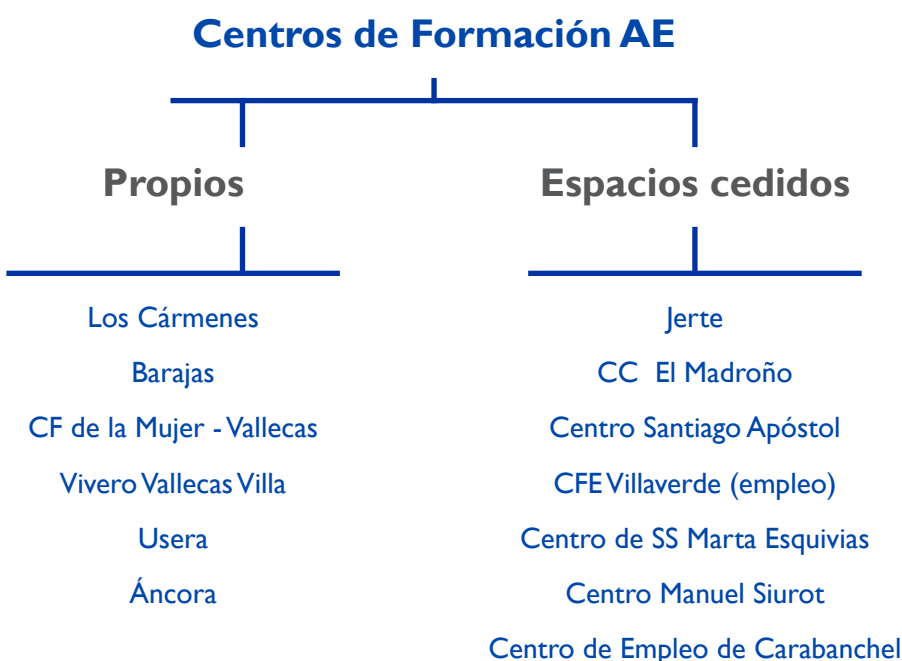 Centros de Formación AE
Propios
Los Cármenes
Barajas
CF de la Mujer - Vallecas
Vivero Vallecas Villa
Usera
Áncora
Espacios cedidos
Jerte
CC El Madroño
Centro Santiago Apóstol
CFE Villaverde (empleo)
Centro de SS Marta Esquivias
Centro Manuel Siurot
Centro de Empleo de Carabanchel